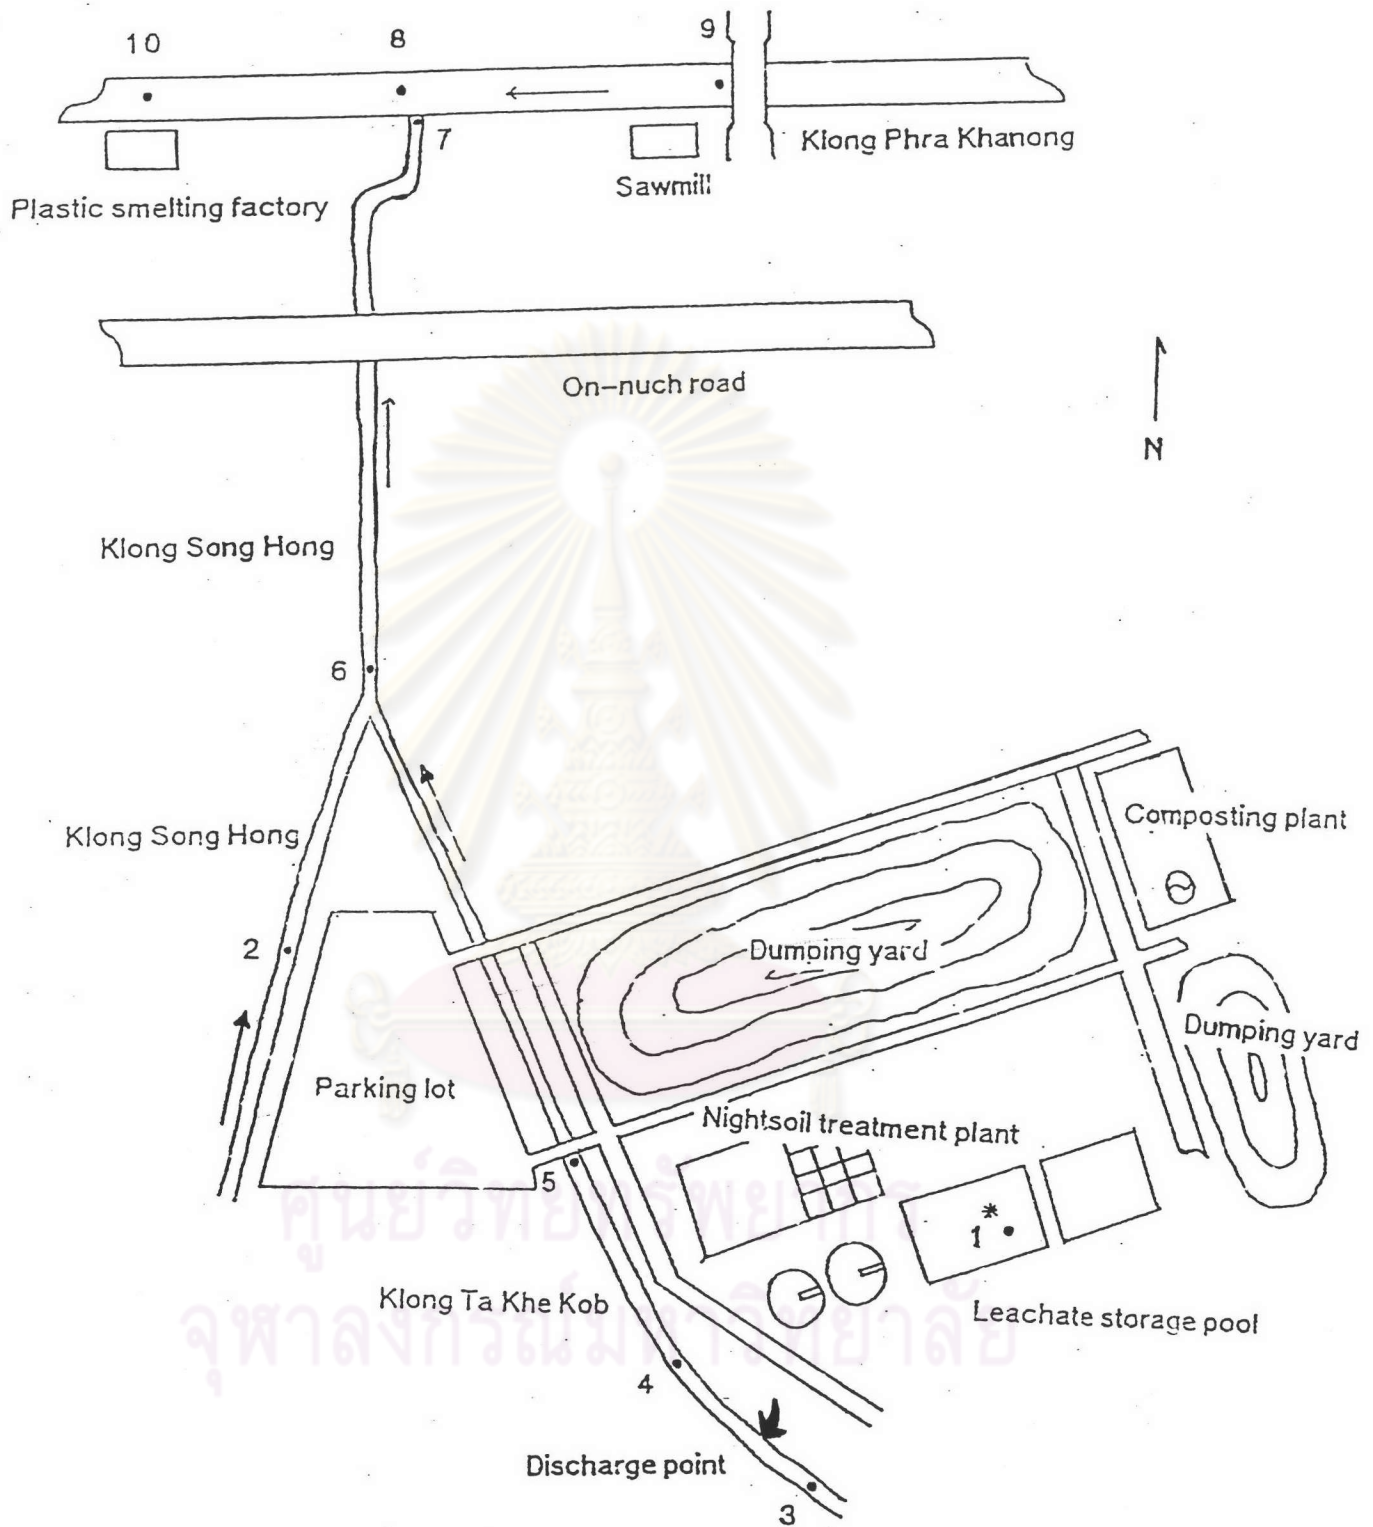 10
8
9
7
Klong Phra Khanong
Sawmill
Plastic smelting factory
On-nuch road
N
Klong Song Hong
6
Composting plant
Klong Song Hong
2
Dumping yard
Dumping yard
Parking lot
Nightsoil treatment plant
5
ศูนย์วิทยทรัพยากร
1*
Klong Ta Khe Kob
Leachate storage pool
จุฬาลงกรณ์มหาวิทยาลัย
4
Discharge point
3